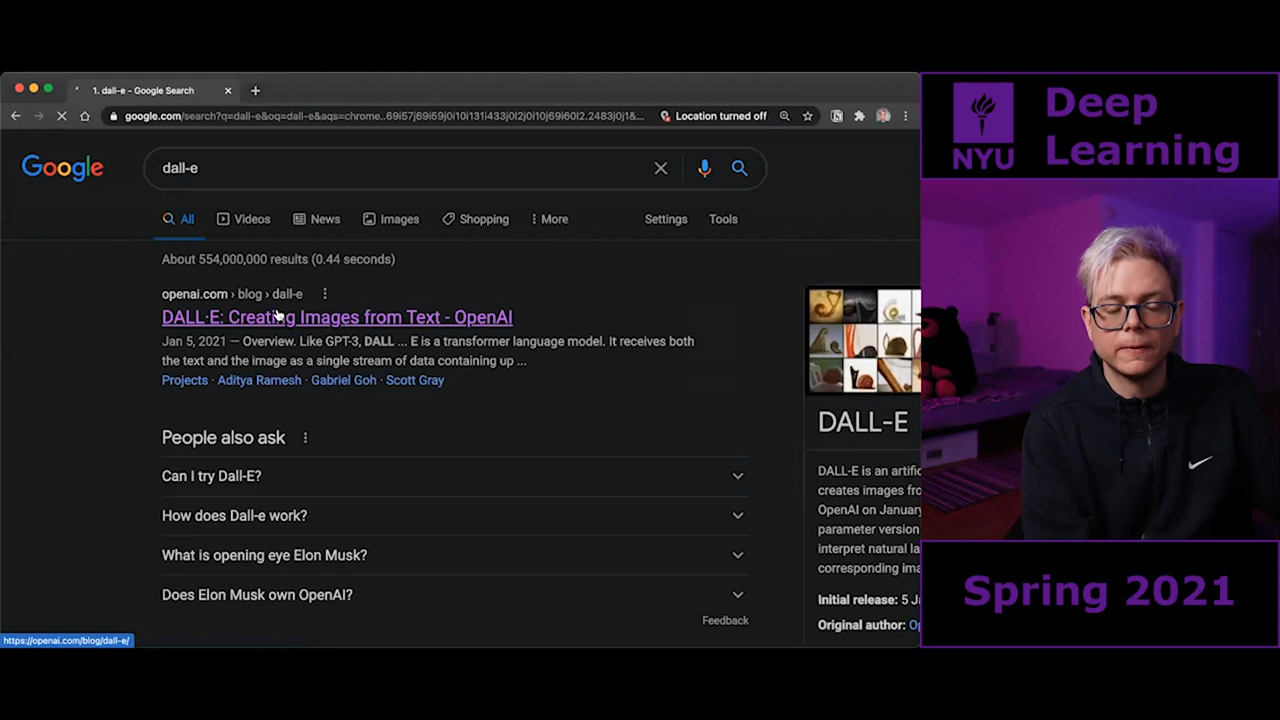 1. dall-e - Google Search
google.com/search?q=dall-e&oq=dall-e&aqs=chrome..69i57j69i59j0i10i131i433j0l2j0i10j69i60l2.2483j0j1&...
Location turned off
Google
dall-e
All Videos News Images Shopping More Settings Tools
About 554,000,000 results (0.44 seconds)
openai.com › blog › dall-e
DALL·E: Creating Images from Text - OpenAI
Jan 5, 2021 — Overview. Like GPT-3, DALL ... E is a transformer language model. It receives both
the text and the image as a single stream of data containing up ...
Projects · Aditya Ramesh · Gabriel Goh · Scott Gray
People also ask
Can I try Dall-E?
How does Dall-e work?
What is opening eye Elon Musk?
Does Elon Musk own OpenAI?
Feedback
https://openai.com/blog/dall-e/
DALL-E
DALL-E is an artific
creates images fro
OpenAI on January
parameter version
interpret natural la
corresponding ima
Initial release: 5 Ja
Original author: Op
NYU
Deep
Learning
Spring 2021